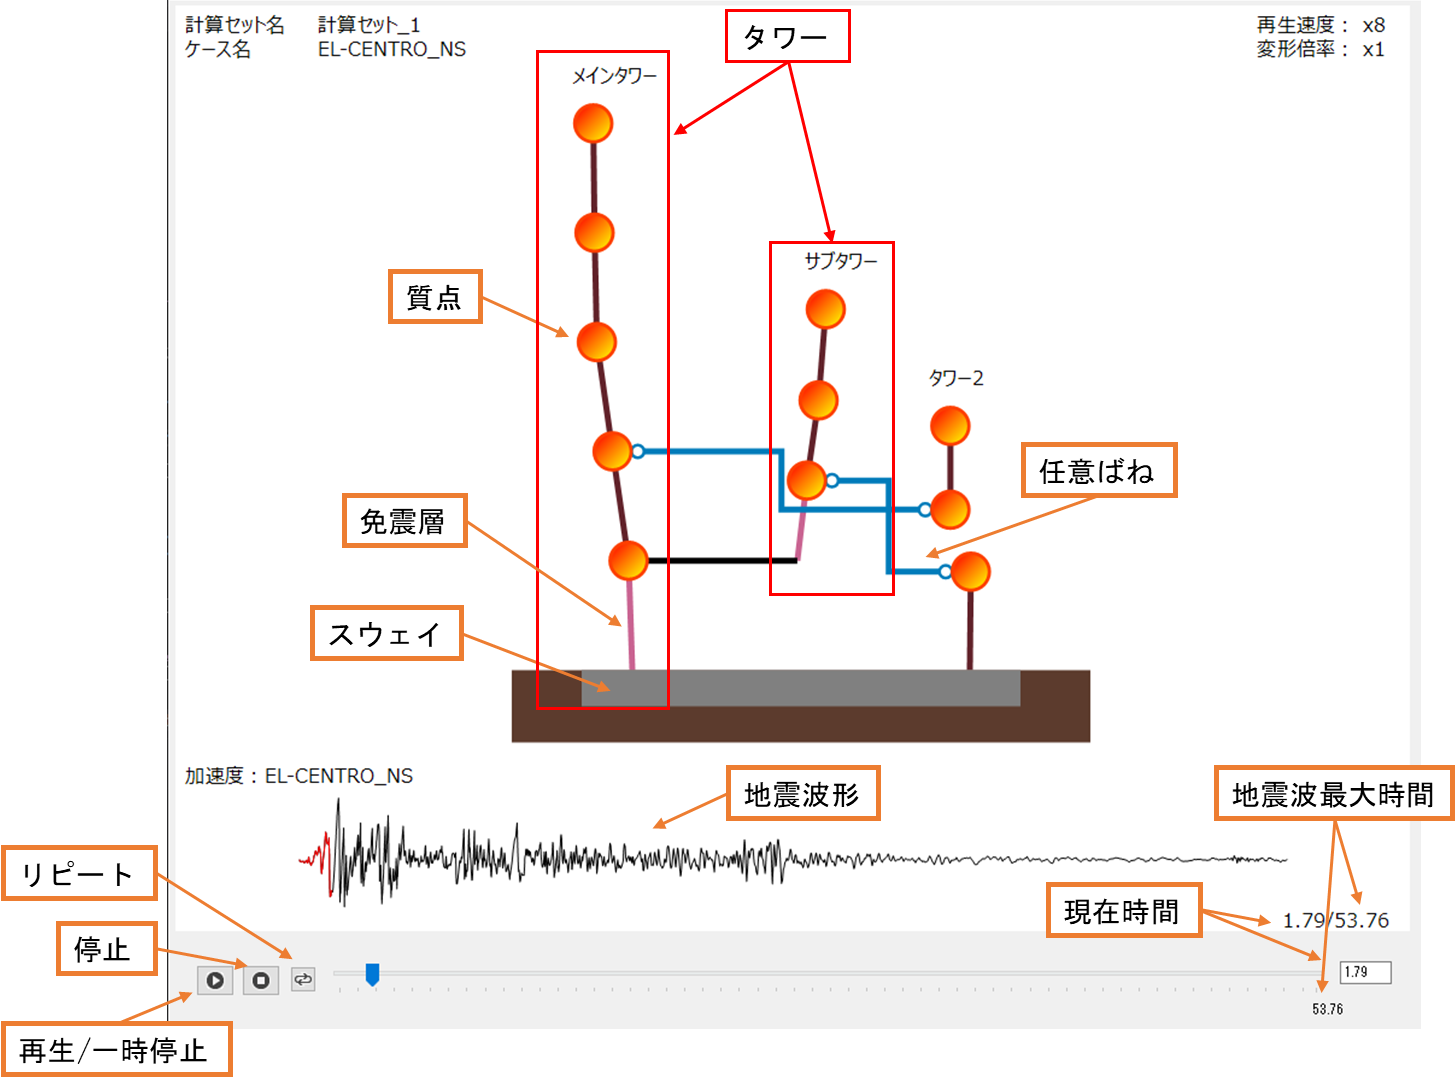 計算セット名 計算セット_1
ケース名 EL-CENTRO_NS
再生速度： x8
変形倍率： x1
タワー
メインタワー
サブタワー
タワー2
質点
任意ばね
免震層
スウェイ
加速度：EL-CENTRO_NS
地震波形
地震波最大時間
リピート
現在時間
1.79/53.76
停止
1.79
53.76
再生/一時停止